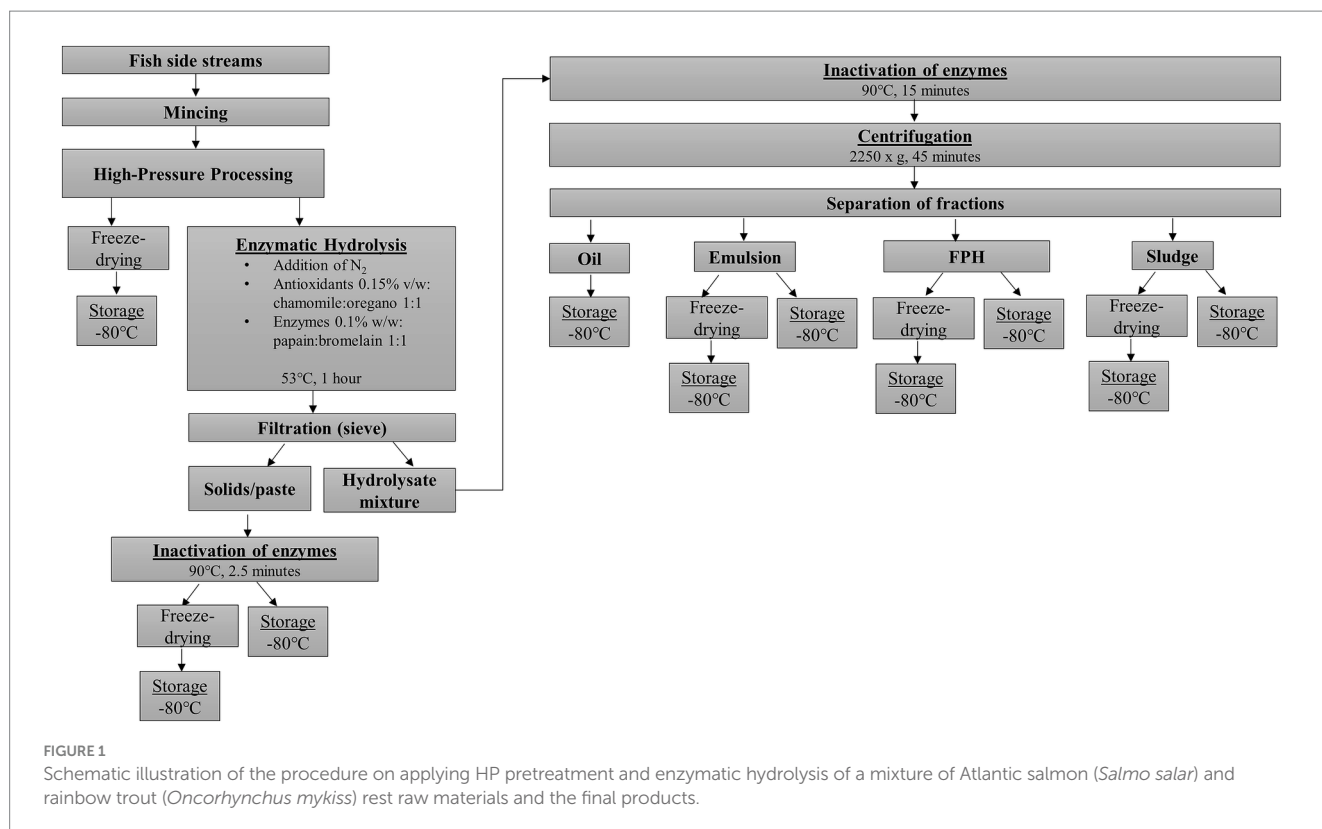 Fish side streams
Mincing
High-Pressure Processing
Freeze-
drying
Storage
-80℃
Enzymatic Hydrolysis
• Addition of N₂
• Antioxidants 0.15% v/w:
chamomile:oregano 1:1
• Enzymes 0.1% w/w:
papain:bromelain 1:1
53℃, 1 hour
Filtration (sieve)
Solids/paste
Hydrolysate
mixture
Inactivation of enzymes
90℃, 2.5 minutes
Freeze-
drying
Storage
-80℃
Storage
-80℃
Inactivation of enzymes
90℃, 15 minutes
Centrifugation
2250 x g, 45 minutes
Separation of fractions
Oil
Storage
-80℃
Emulsion
Freeze-
drying
Storage
-80℃
Storage
-80℃
FPH
Freeze-
drying
Storage
-80℃
Storage
-80℃
Sludge
Freeze-
drying
Storage
-80℃
Storage
-80℃
FIGURE 1
Schematic illustration of the procedure on applying HP pretreatment and enzymatic hydrolysis of a mixture of Atlantic salmon (Salmo salar) and
rainbow trout (Oncorhynchus mykiss) rest raw materials and the final products.